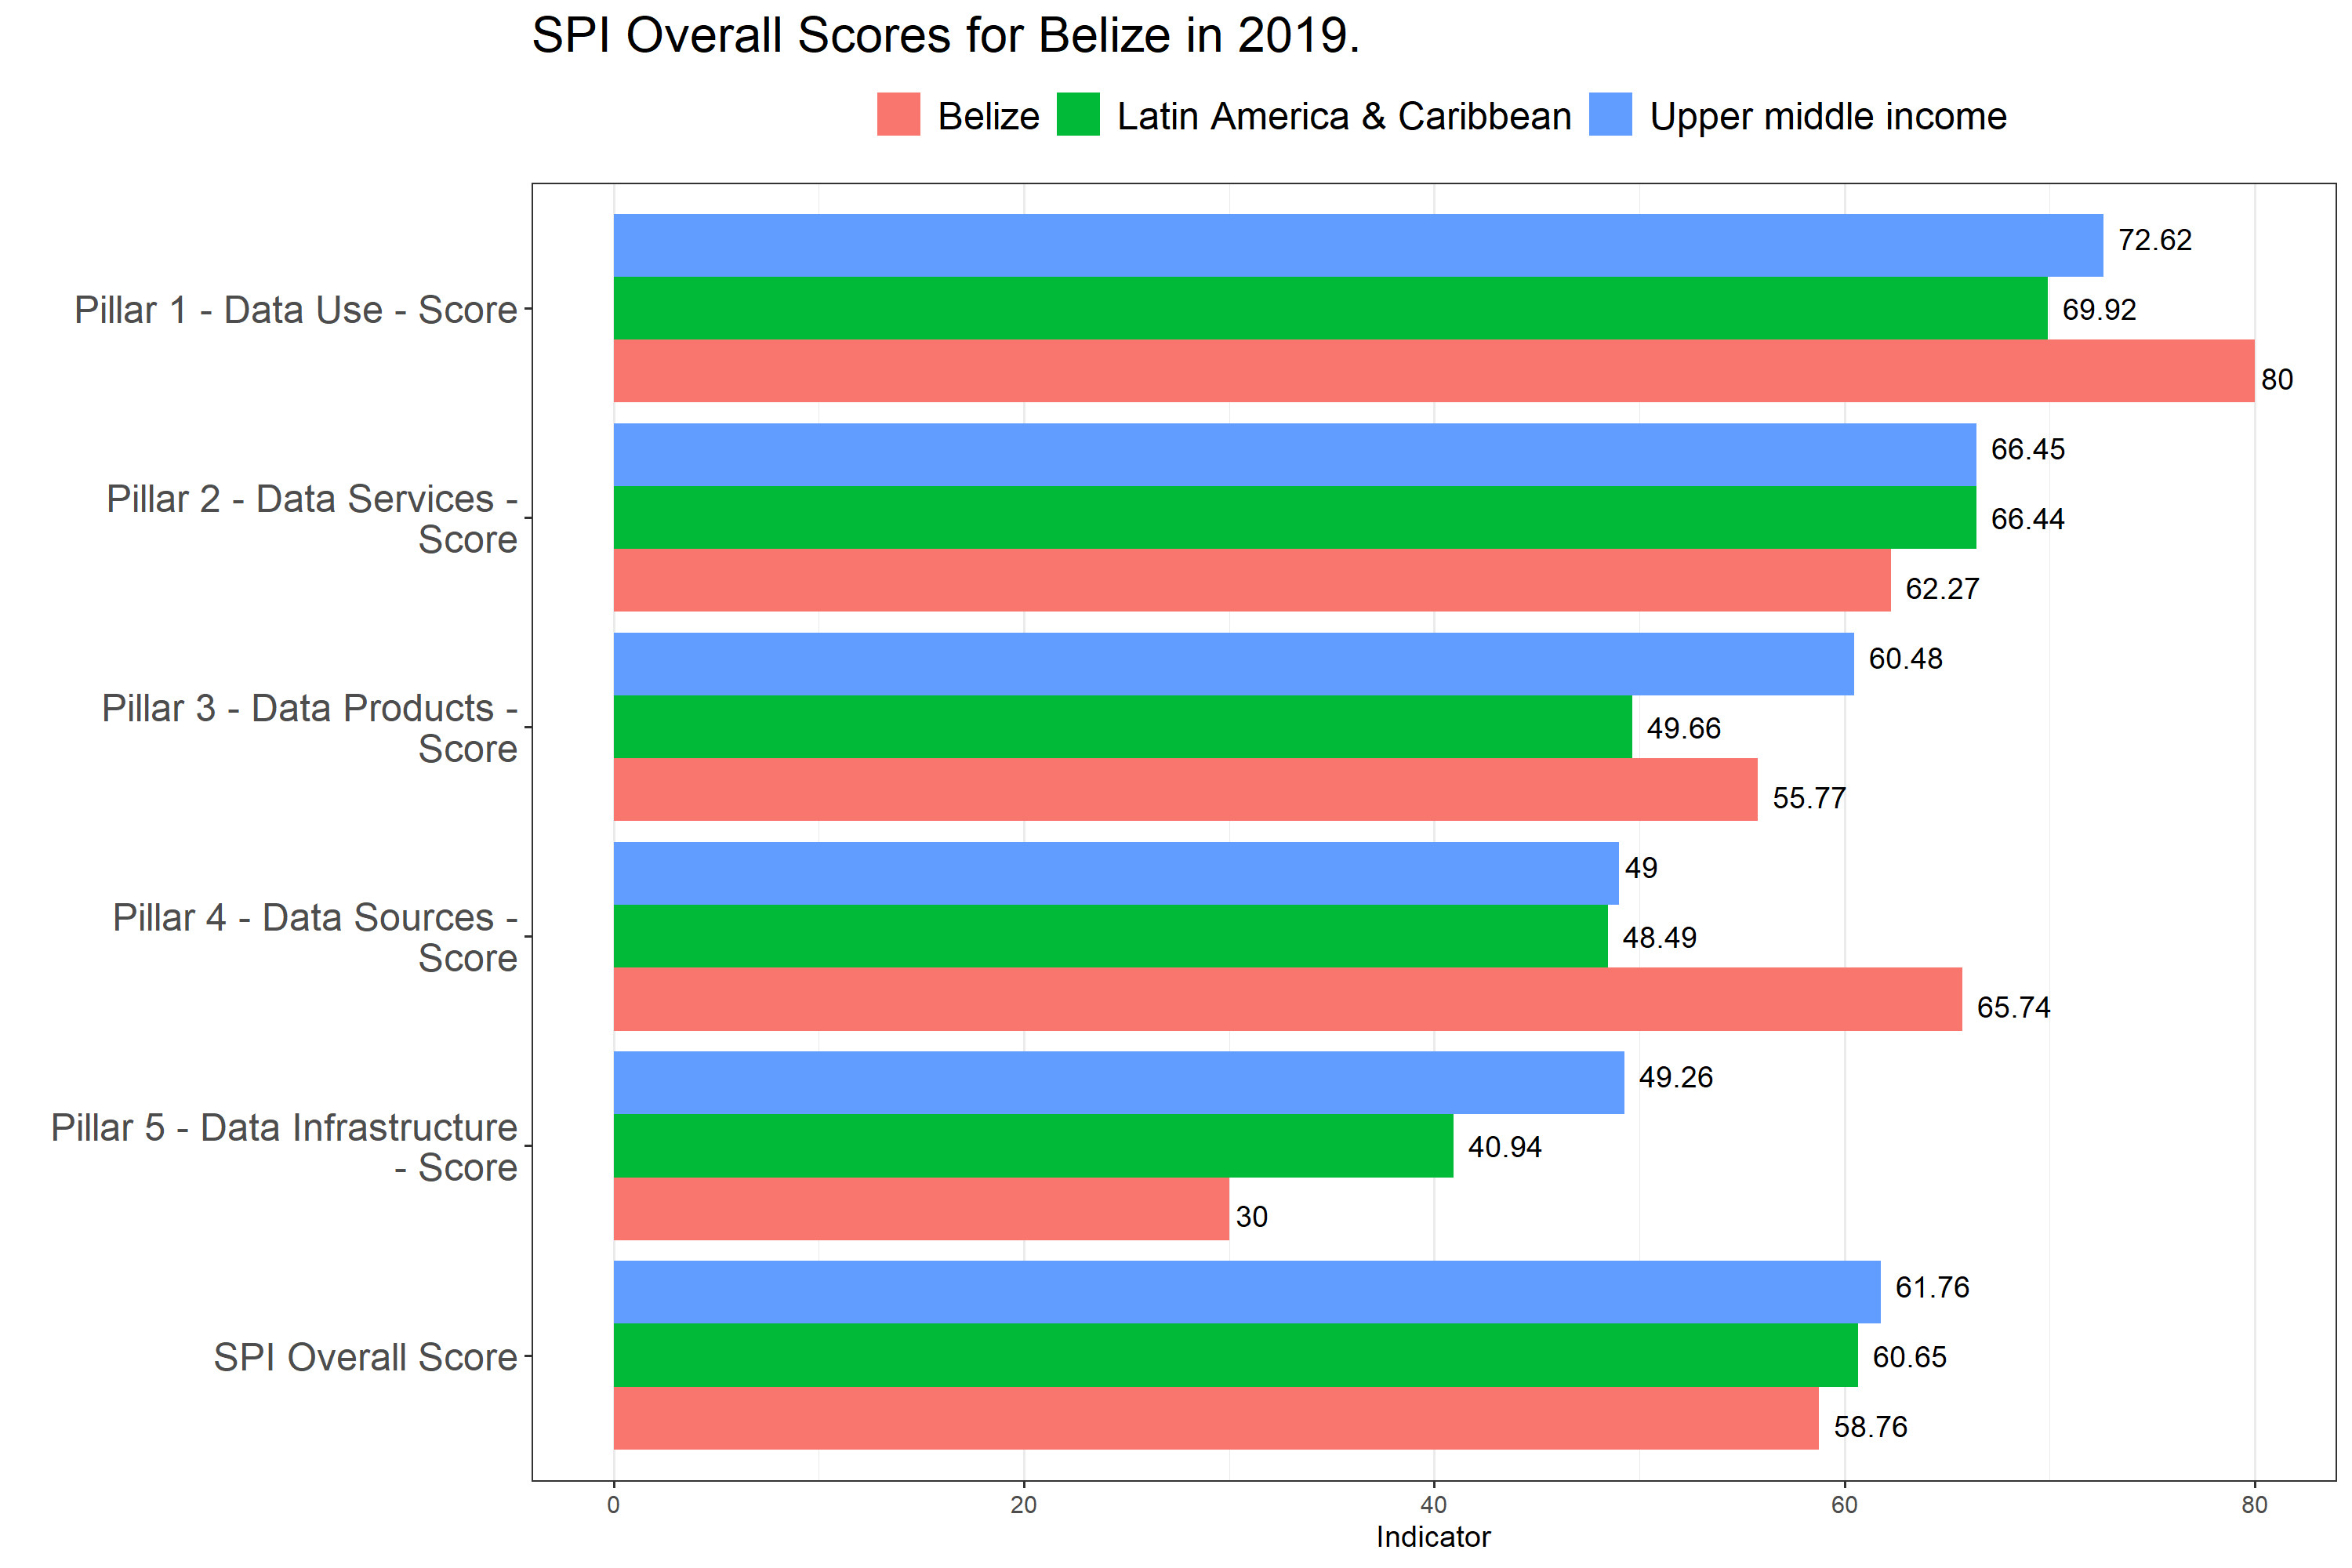 SPI Overall Scores for Belize in 2019.
Belize Latin America & Caribbean Upper middle income
Pillar 1 - Data Use - Score
72.62
69.92
80
Pillar 2 - Data Services -
Score
66.45
66.44
62.27
Pillar 3 - Data Products -
Score
60.48
49.66
55.77
Pillar 4 - Data Sources -
Score
49
48.49
65.74
Pillar 5 - Data Infrastructure
- Score
49.26
40.94
30
SPI Overall Score
61.76
60.65
58.76
0 20 40 60 80
Indicator